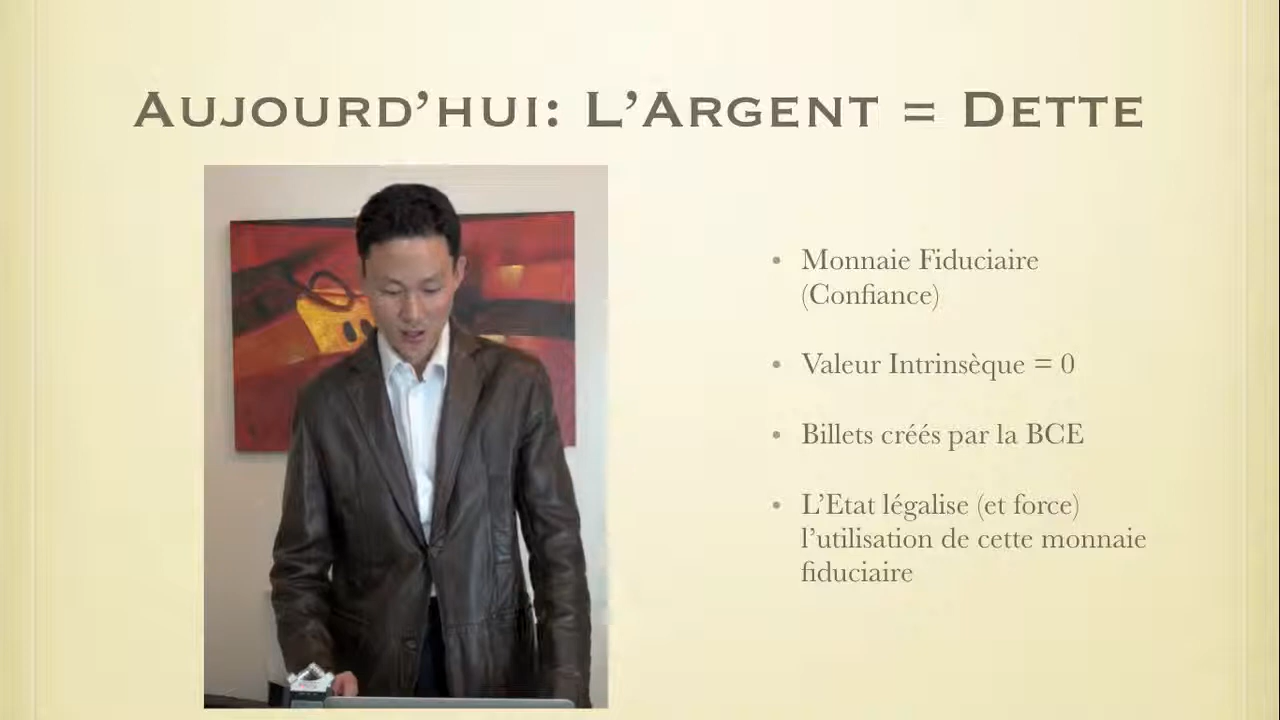 Aujourd’hui: L’Argent = Dette
• Monnaie Fiduciaire
(Confiance)
• Valeur Intrinsèque = 0
• Billets créés par la BCE
• L’Etat légalise (et force)
l’utilisation de cette monnaie
fiduciaire